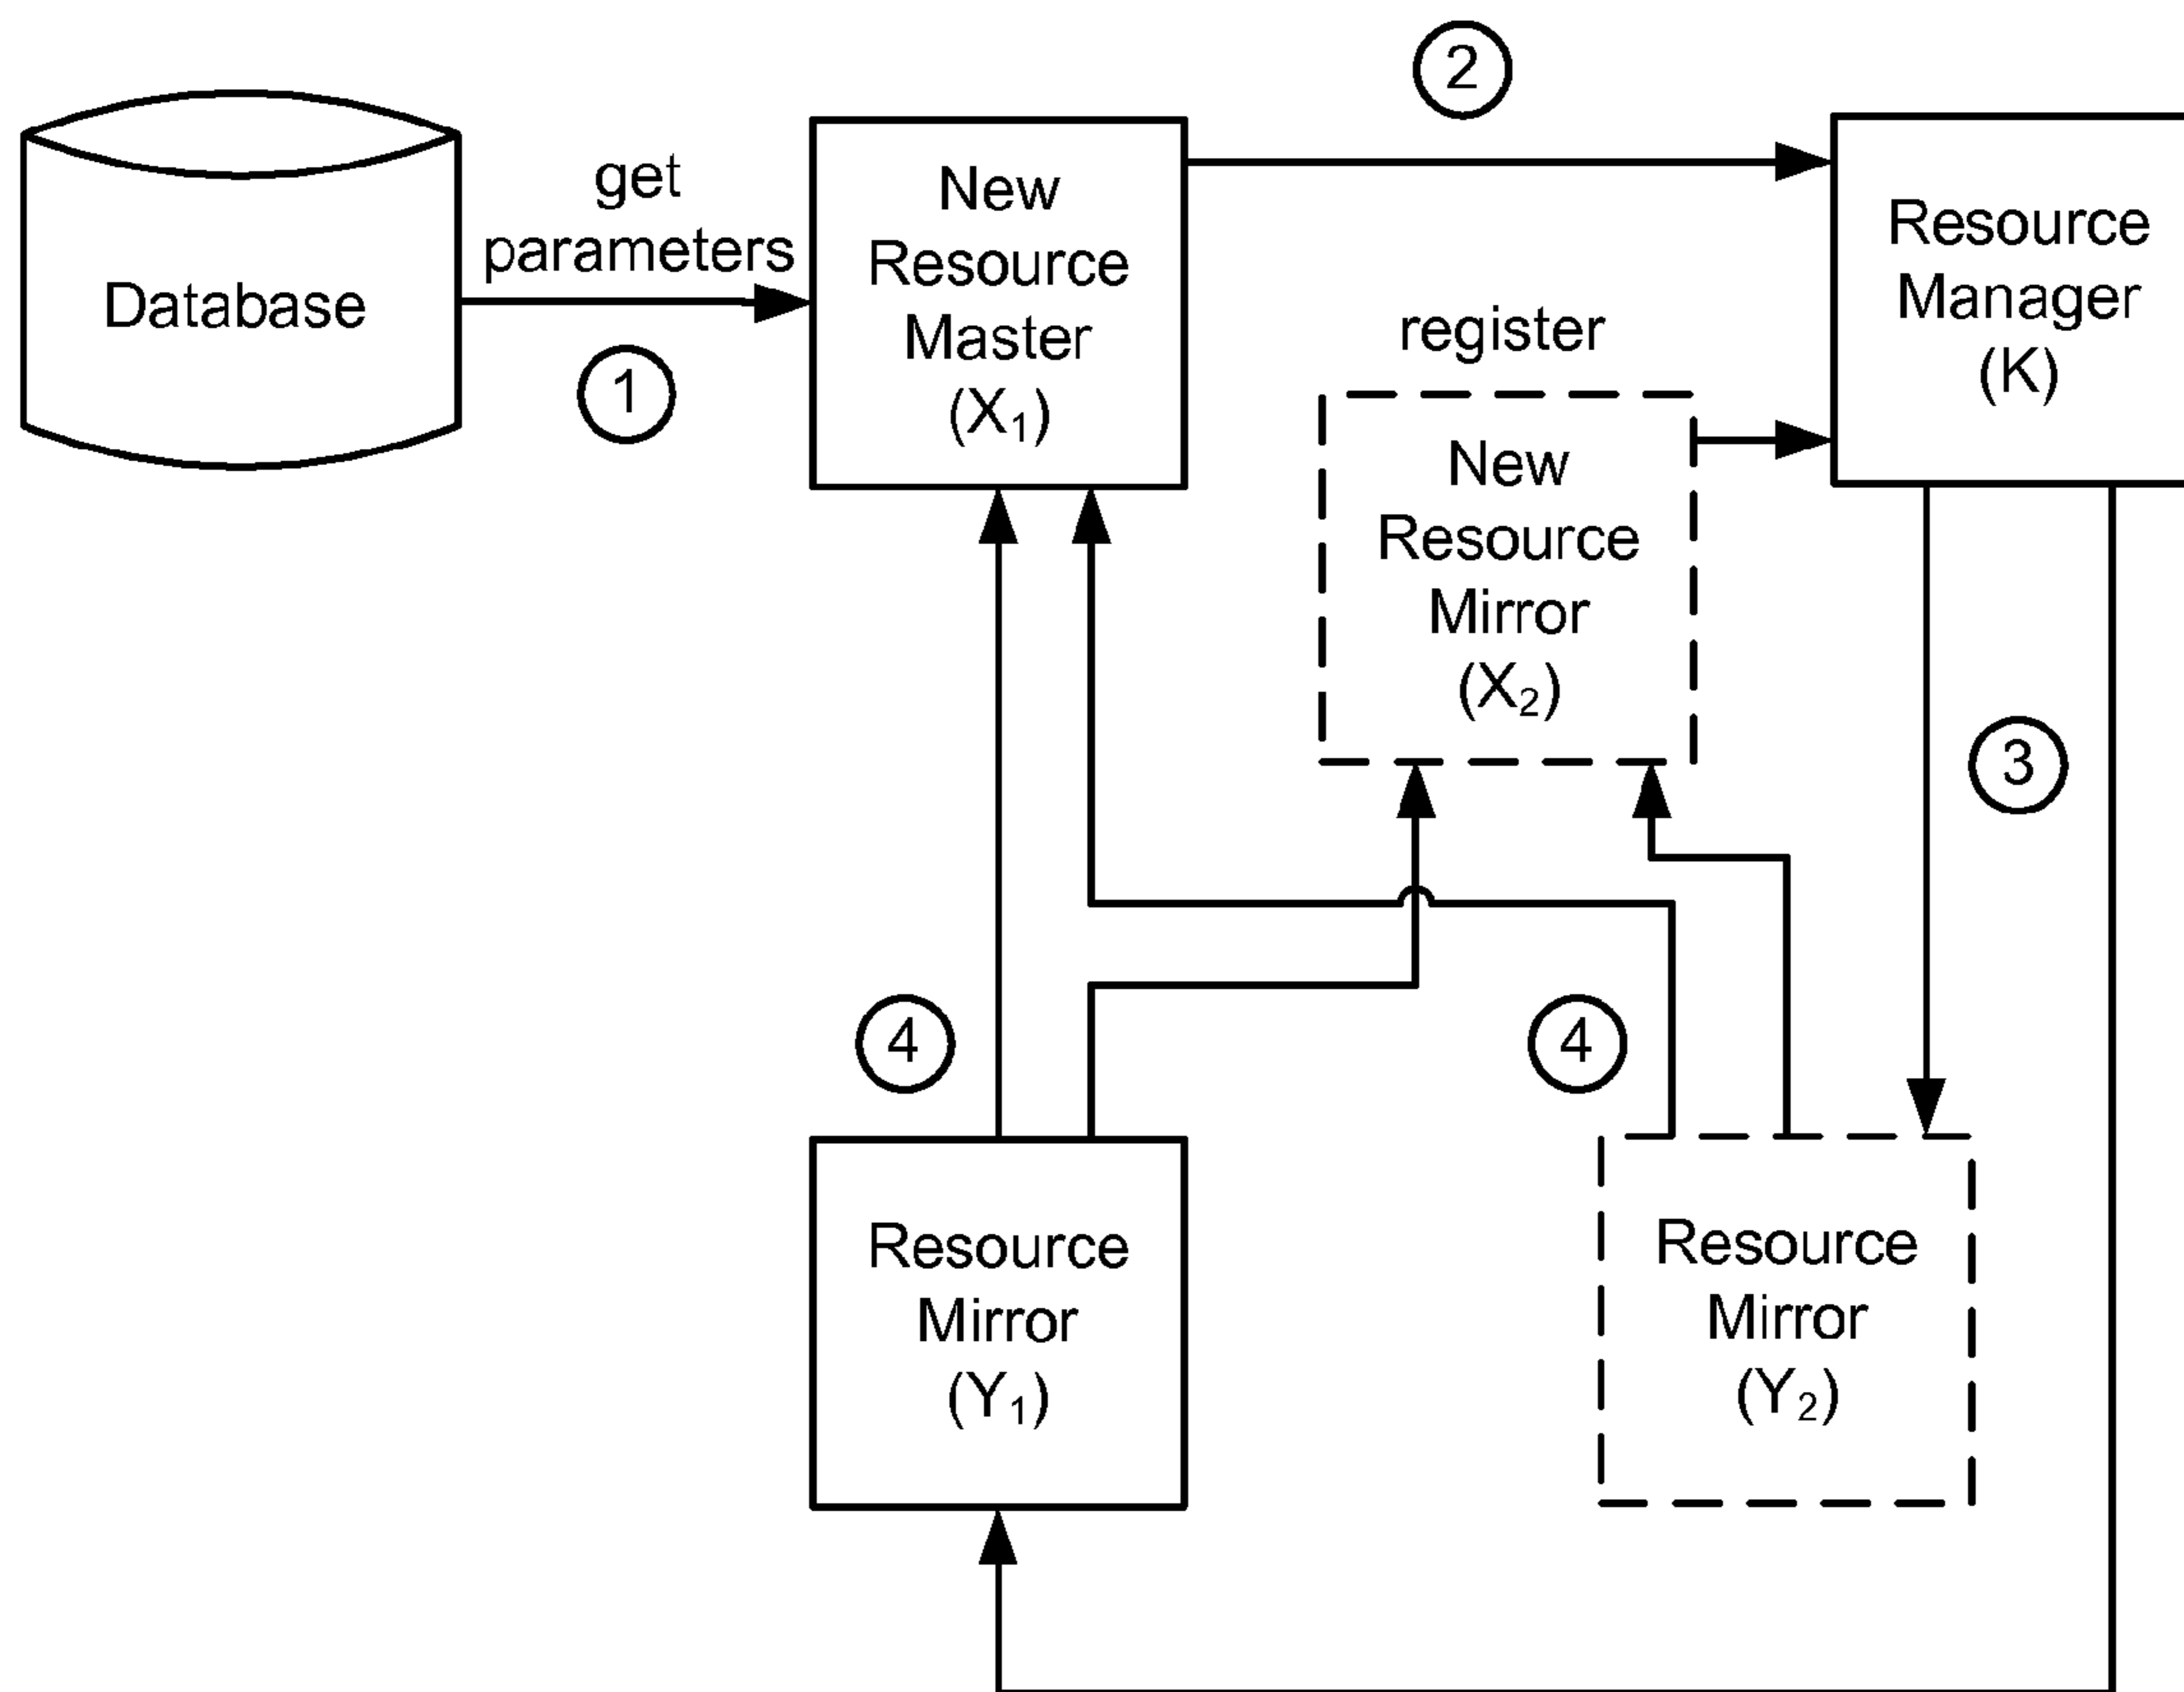 2
get
parameters
Database
1
New
Resource
Master
(X₁)
Resource
Manager
(K)
register
New
Resource
Mirror
(X₂)
3
4
4
Resource
Mirror
(Y₁)
Resource
Mirror
(Y₂)